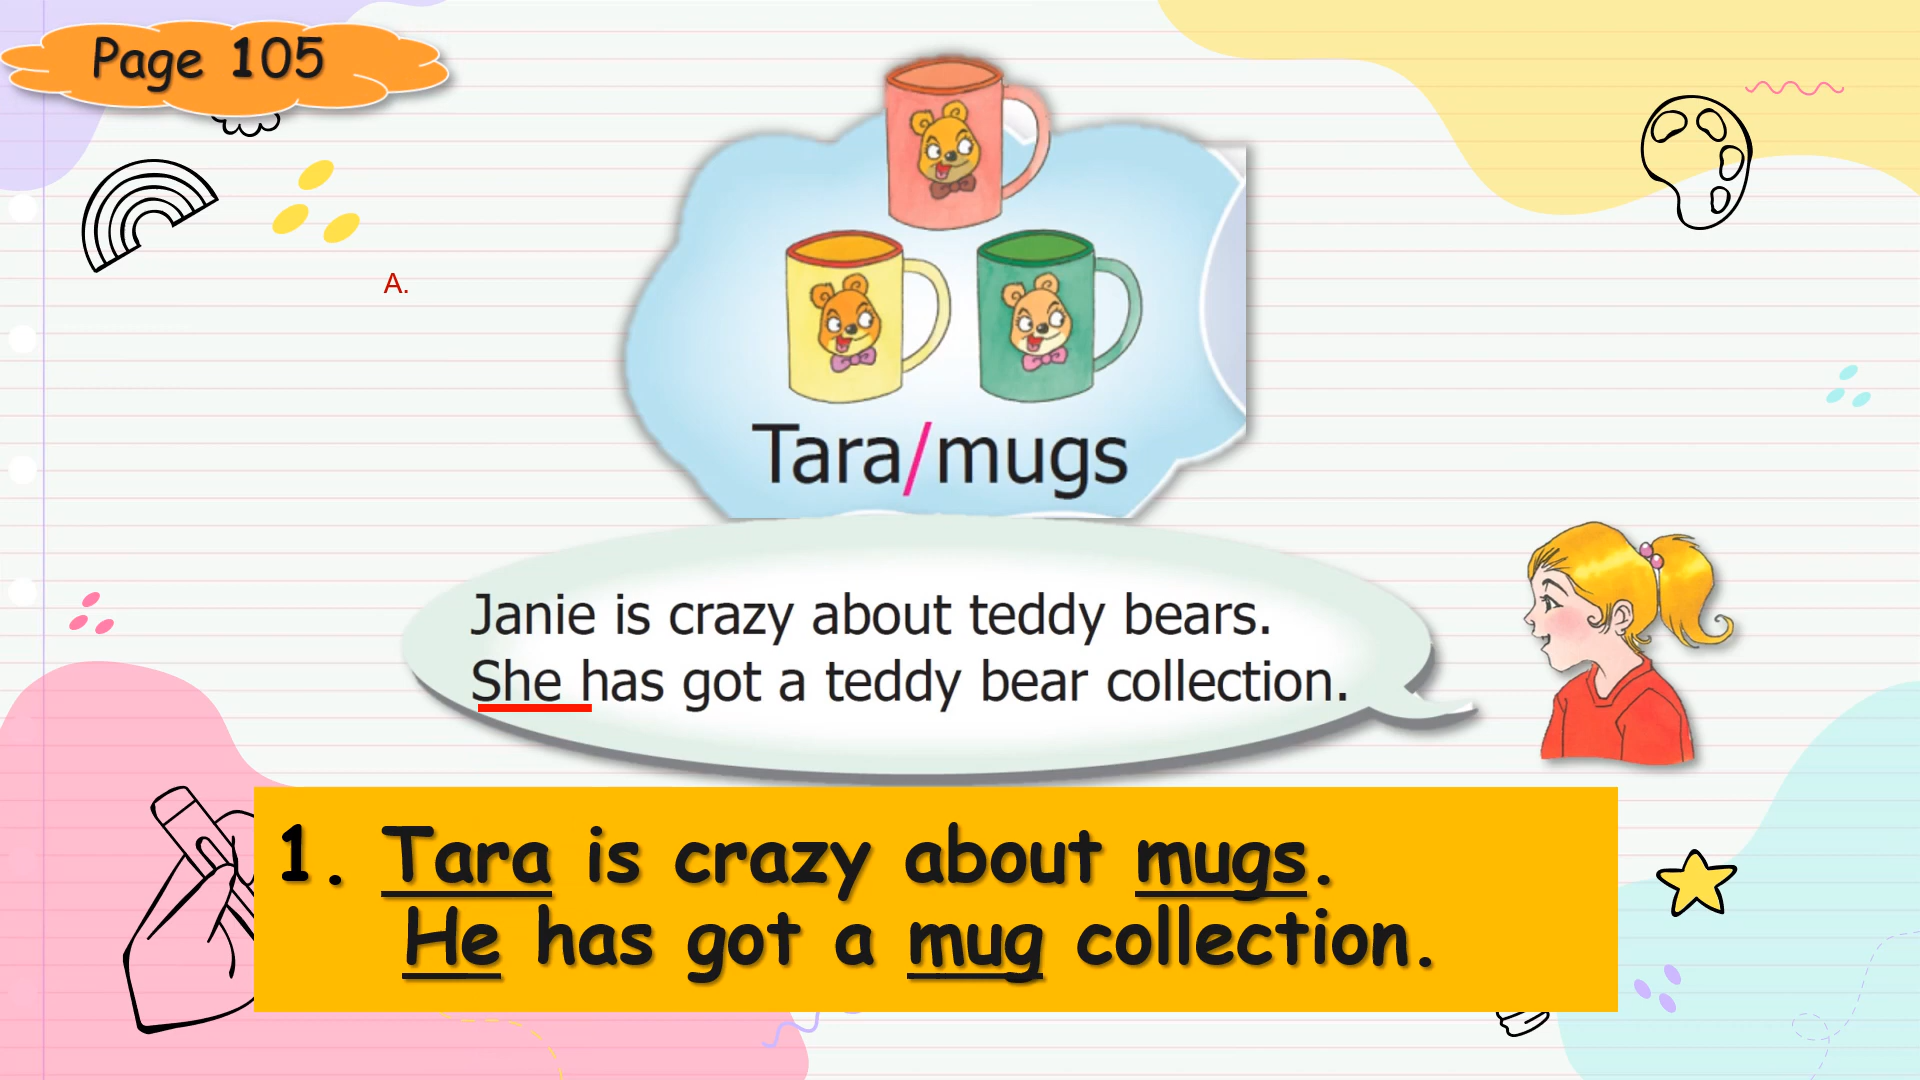 Page 105
A.
Tara/mugs
Janie is crazy about teddy bears.
She has got a teddy bear collection.
1. Tara is crazy about mugs.
He has got a mug collection.